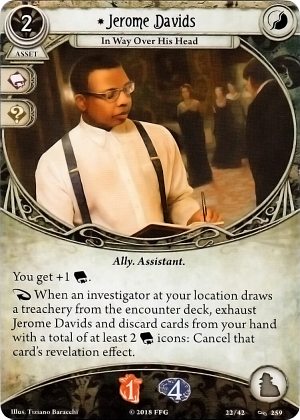 2
Jerome Davids
ASSET
In Way Over His Head
Ally. Assistant.
You get +1 .
When an investigator at your location draws
a treachery from the encounter deck, exhaust
Jerome Davids and discard cards from your hand
with a total of at least 2 icons: Cancel that
card's revelation effect.
1
4
Illus. Tiziano Baracchi
© 2018 FFG
22/42
259